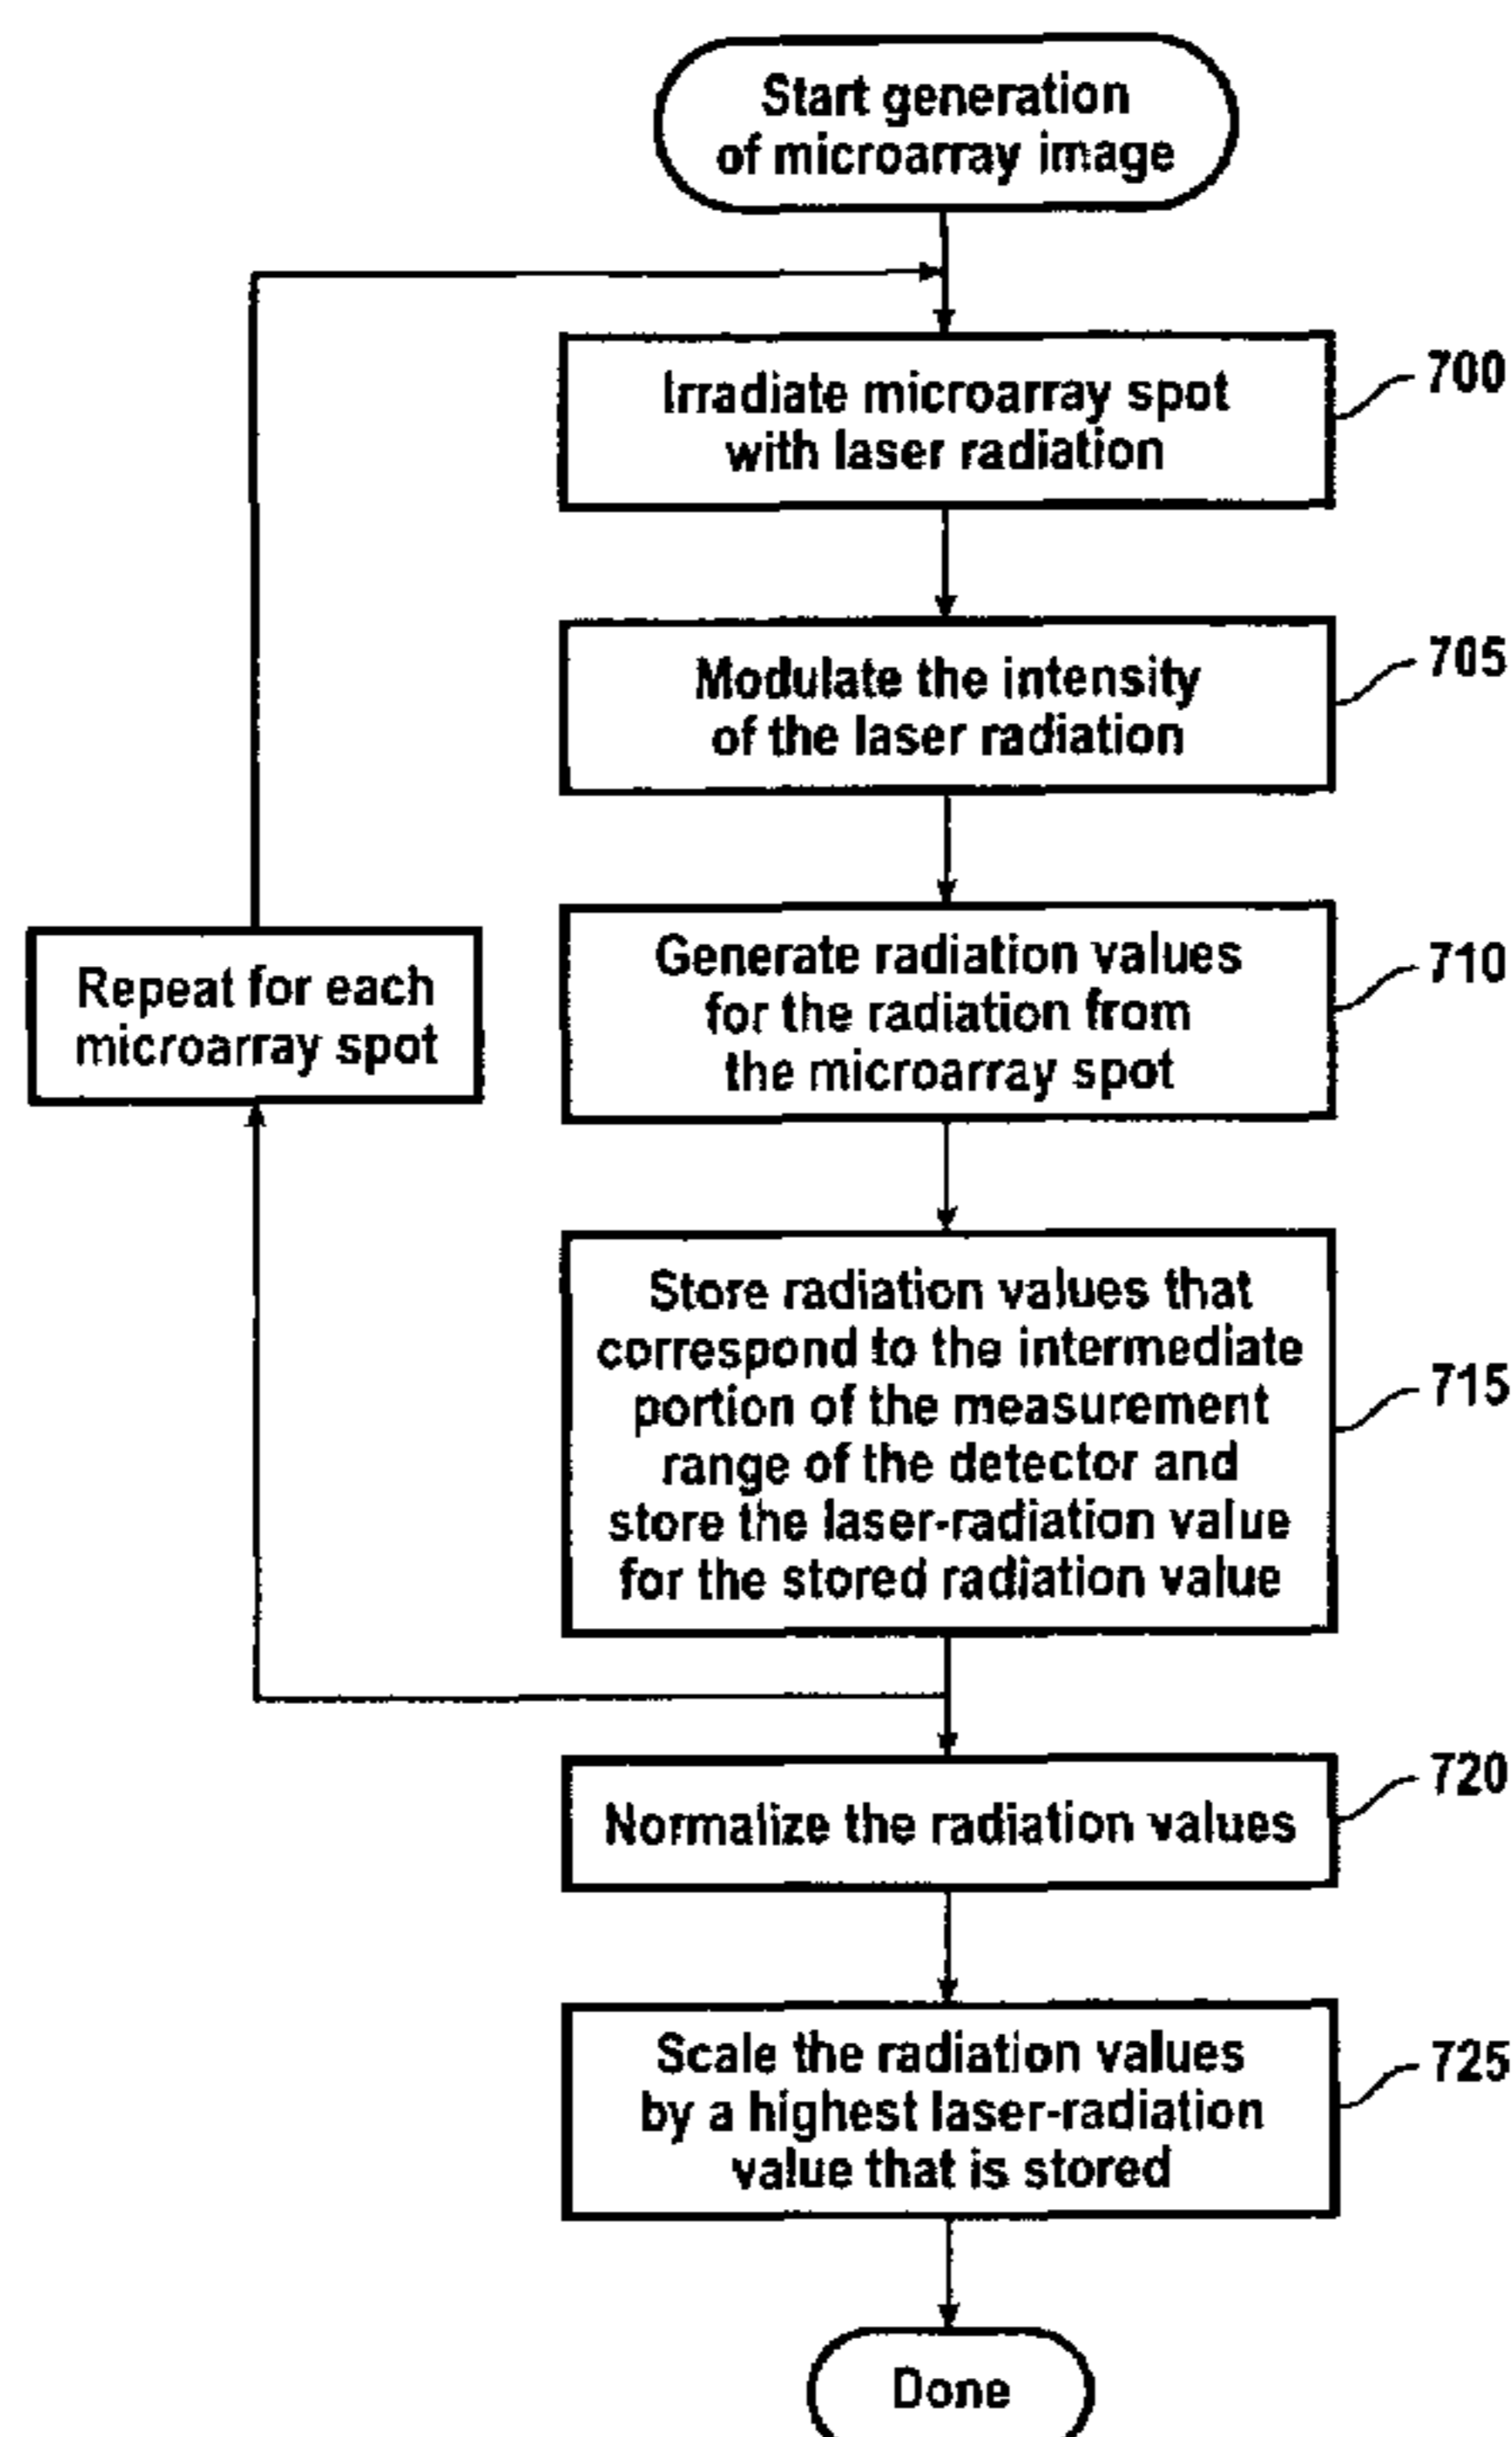 Start generation
of microarray image
Irradiate microarray spot
with laser radiation
700
Modulate the intensity
of the laser radiation
705
Generate radiation values
for the radiation from
the microarray spot
710
Repeat for each
microarray spot
Store radiation values that
correspond to the intermediate
portion of the measurement
range of the detector and
store the laser-radiation value
for the stored radiation value
715
Normalize the radiation values
720
Scale the radiation values
by a highest laser-radiation
value that is stored
725
Done